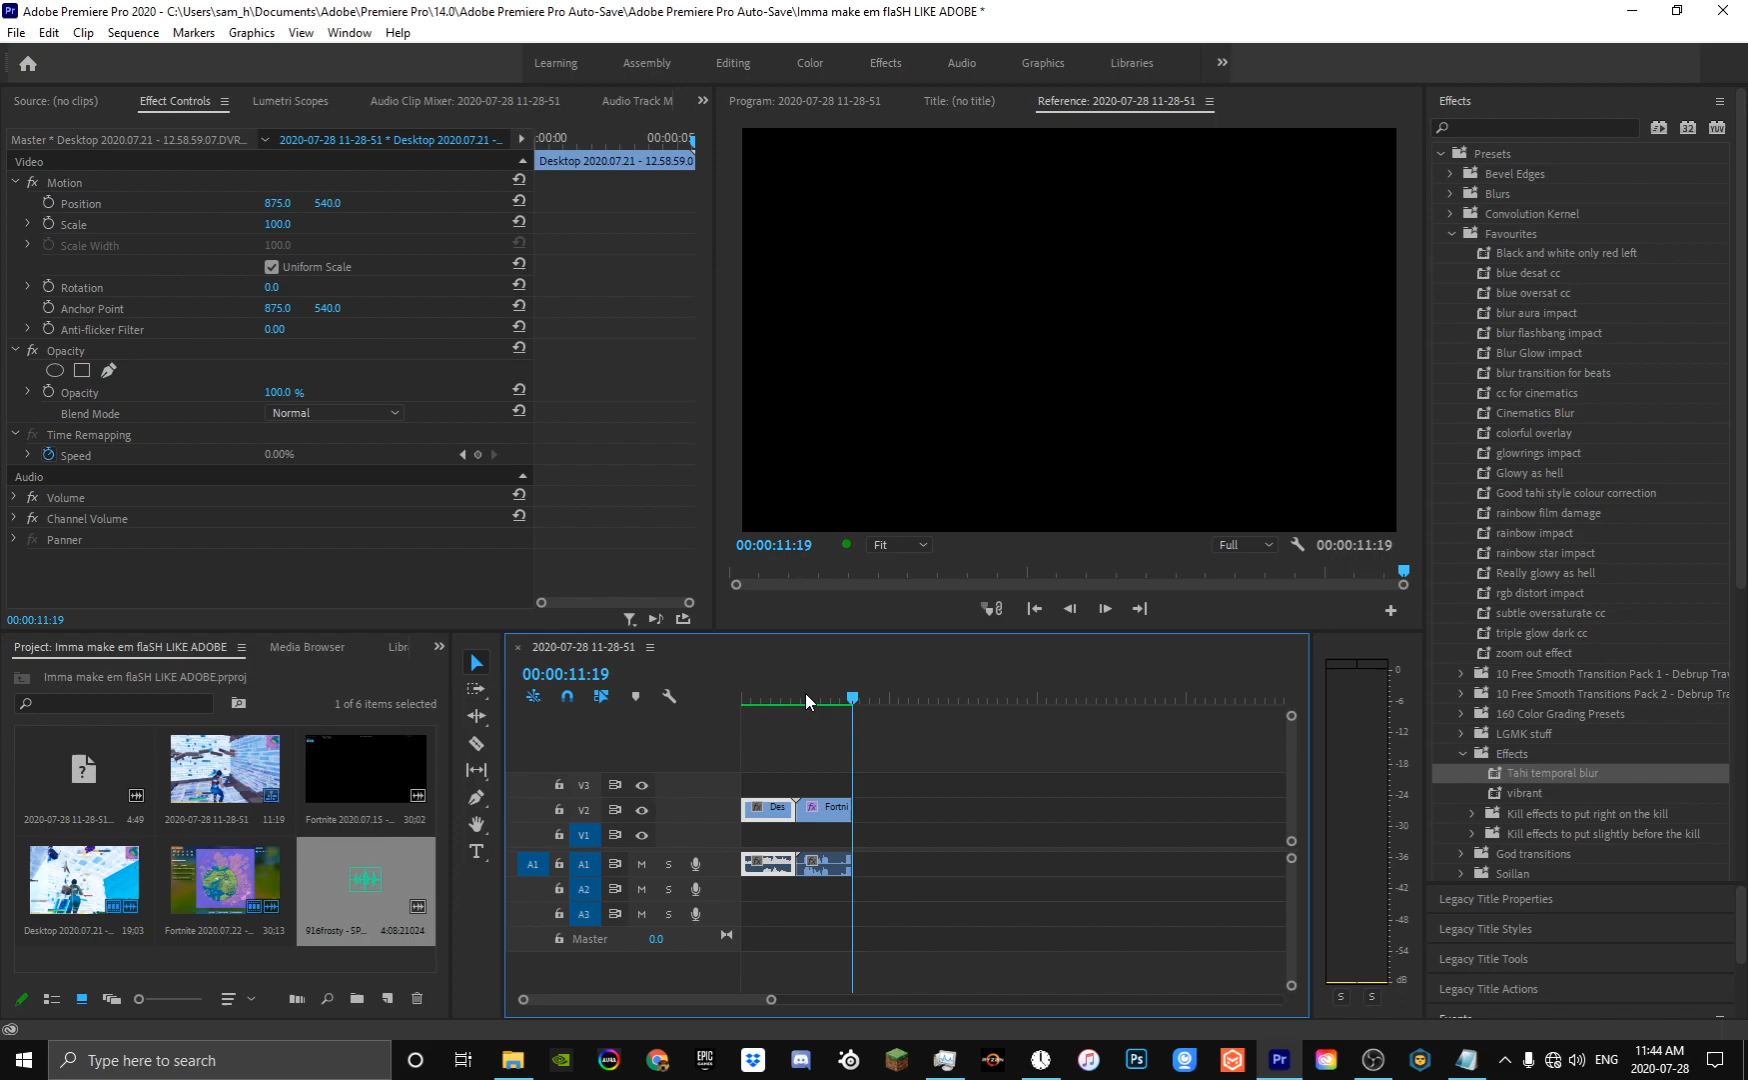 Adobe Premiere Pro 2020 - C:\Users\sam_h\Documents\Adobe\Premiere Pro\14.0\Adobe Premiere Pro Auto-Save\Adobe Premiere Pro Auto-Save\Imma make em flaSH LIKE ADOBE *
File Edit Clip Sequence Markers Graphics View Window Help
Learning Assembly Editing Color Effects Audio Graphics Libraries
Source: (no clips) Effect Controls Lumetri Scopes Audio Clip Mixer: 2020-07-28 11-28-51 Audio Track M
Program: 2020-07-28 11-28-51 Title: (no title) Reference: 2020-07-28 11-28-51
Effects
Master * Desktop 2020.07.21 - 12.58.59.07.DVR... 2020-07-28 11-28-51 * Desktop 2020.07.21 -... :00:00 00:00:05
Video Desktop 2020.07.21 - 12.58.59.0
fx Motion
Position 875.0 540.0
Scale 100.0
Scale Width 100.0
Uniform Scale
Rotation 0.0
Anchor Point 875.0 540.0
Anti-flicker Filter 0.00
fx Opacity
Opacity 100.0 %
Blend Mode Normal
fx Time Remapping
Speed 0.00%
Audio
fx Volume
fx Channel Volume
fx Panner
00:00:11:19
00:00:11:19 Fit Full 00:00:11:19
32 YUV
Presets
Bevel Edges
Blurs
Convolution Kernel
Favourites
Black and white only red left
blue desat cc
blue oversat cc
blur aura impact
blur flashbang impact
Blur Glow impact
blur transition for beats
cc for cinematics
Cinematics Blur
colorful overlay
glowrings impact
Glowy as hell
Good tahi style colour correction
rainbow film damage
rainbow impact
rainbow star impact
Really glowy as hell
rgb distort impact
subtle oversaturate cc
triple glow dark cc
zoom out effect
10 Free Smooth Transition Pack 1 - Debrup Tra
10 Free Smooth Transitions Pack 2 - Debrup Tra
160 Color Grading Presets
LGMK stuff
Effects
Tahi temporal blur
vibrant
Kill effects to put right on the kill
Kill effects to put slightly before the kill
God transitions
Soillan
Legacy Title Properties
Legacy Title Styles
Legacy Title Tools
Legacy Title Actions
Events
Project: Imma make em flaSH LIKE ADOBE Media Browser Libr
Imma make em flaSH LIKE ADOBE.prproj
1 of 6 items selected
2020-07-28 11-28-51... 4:49 2020-07-28 11-28-51 11:19 Fortnite 2020.07.15 -... 30;02
Desktop 2020.07.21 -... 19;03 Fortnite 2020.07.22 -... 30;13 916frosty - SP... 4:08:21024
× 2020-07-28 11-28-51
00:00:11:19
V3
V2 fx Des fx Fortni
V1
A1 A1 M S
A2 M S
A3 M S
Master 0.0
0
-6
-12
-18
-24
-30
-36
-42
-48
-54
dB
S S
Type here to search
EPIC GAMES
RYZEN
Ps
Pr
ENG
11:44 AM
2020-07-28